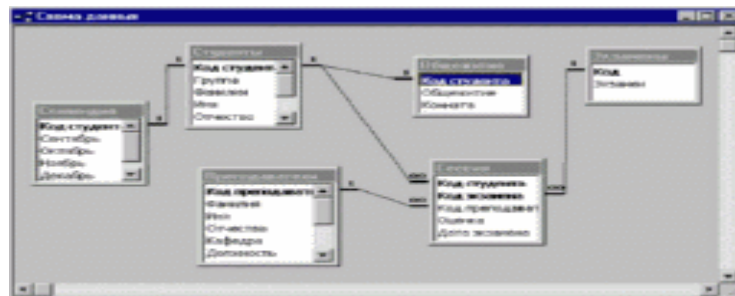 Схема данных
Студенты
Код студент
Группа
Фамилия
Имя
Отчество
Стипендия
Код студент
Сентябрь
Октябрь
Ноябрь
Декабрь
Общежитие
Код студента
Общежитие
Комната
Экзамены
Код
Экзамен
Преподаватели
Код преподават
Фамилия
Имя
Отчество
Кафедра
Должность
Сессия
Код студента
Код экзамена
Код преподават
Оценка
Дата экзамена